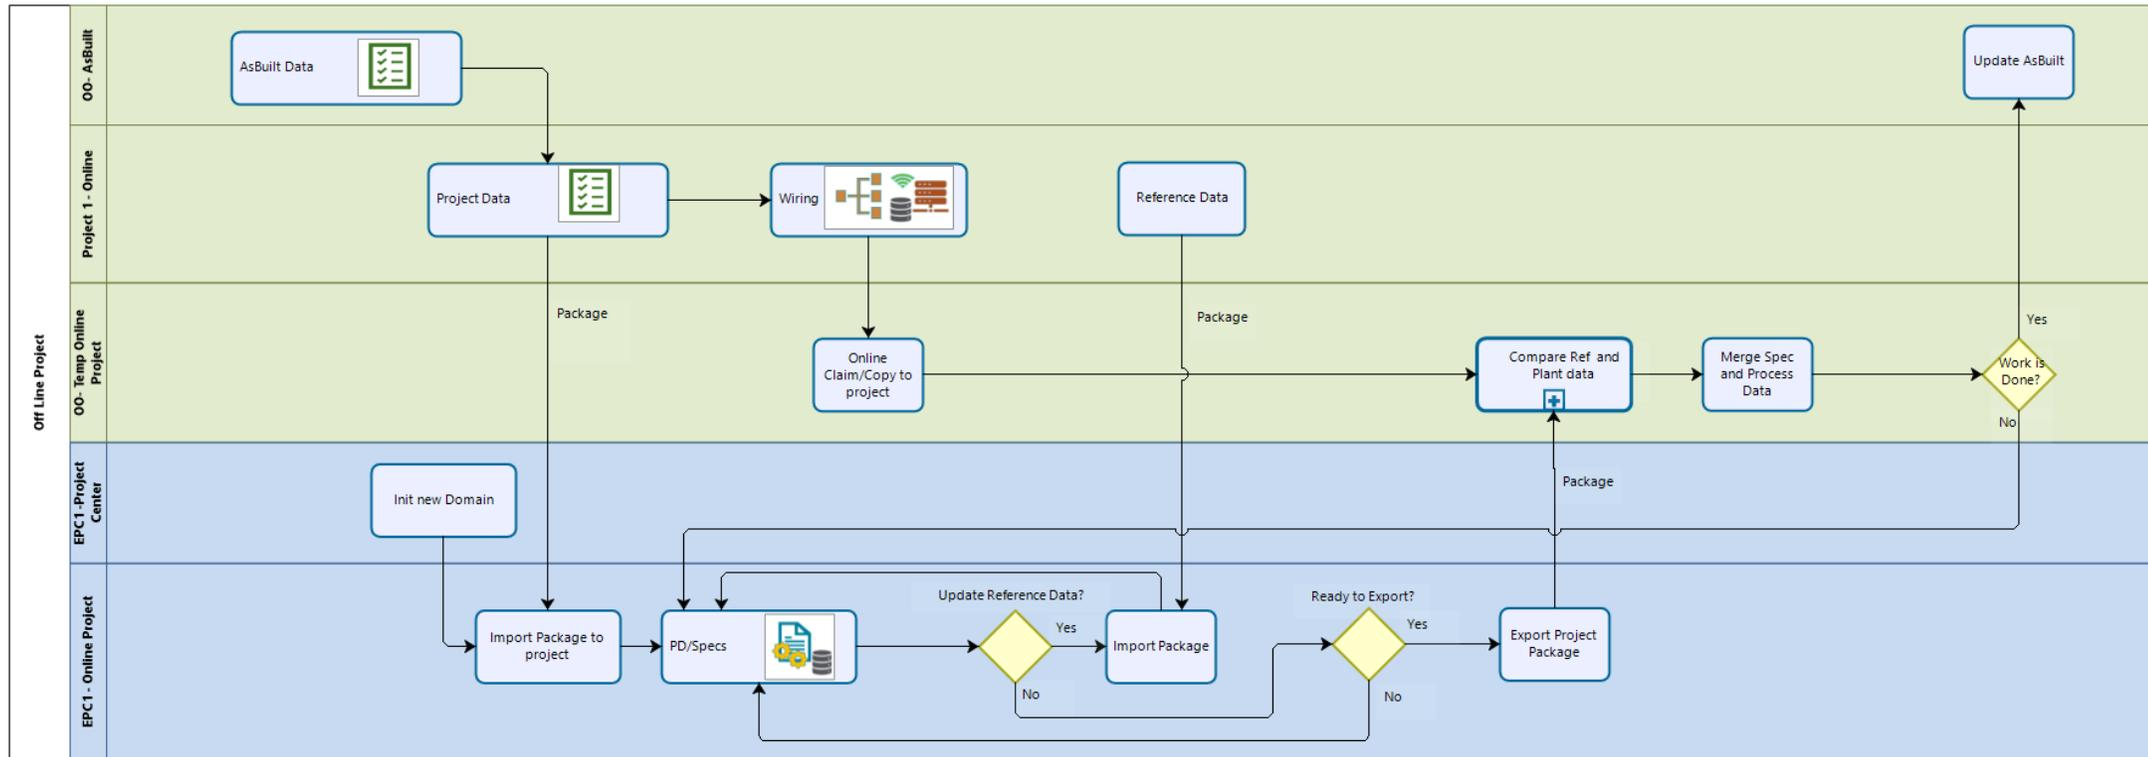 Off Line Project
OO- AsBuilt
AsBuilt Data
Update AsBuilt
Project 1 - Online
Project Data
Wiring
Reference Data
OO- Temp Online
Project
Package
Package
Online
Claim/Copy to
project
Compare Ref and
Plant data
Merge Spec
and Process
Data
Work is
Done?
Yes
No
EPC1 -Project
Center
Init new Domain
Package
EPC1 - Online Project
Import Package to
project
PD/Specs
Update Reference Data?
Yes
No
Import Package
Ready to Export?
Yes
No
Export Project
Package